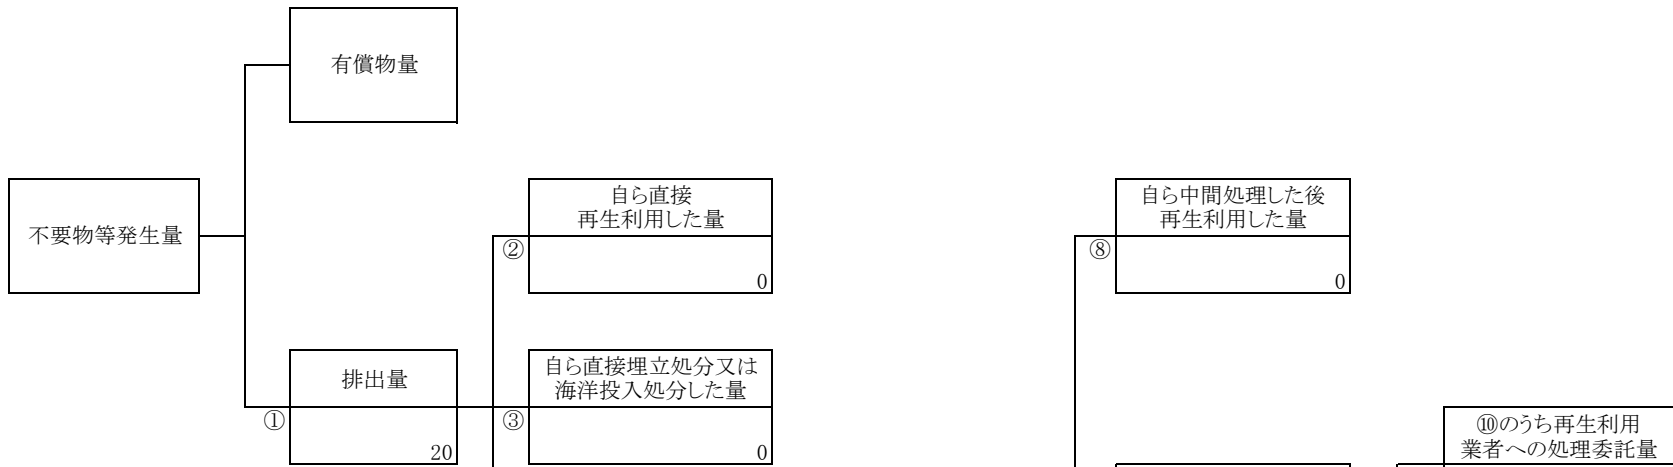 有償物量
不要物等発生量
自ら直接
再生利用した量
②
0
自ら中間処理した後
再生利用した量
⑧
0
排出量
①
20
自ら直接埋立処分又は
海洋投入処分した量
③
0
⑩のうち再生利用
業者への処理委託量